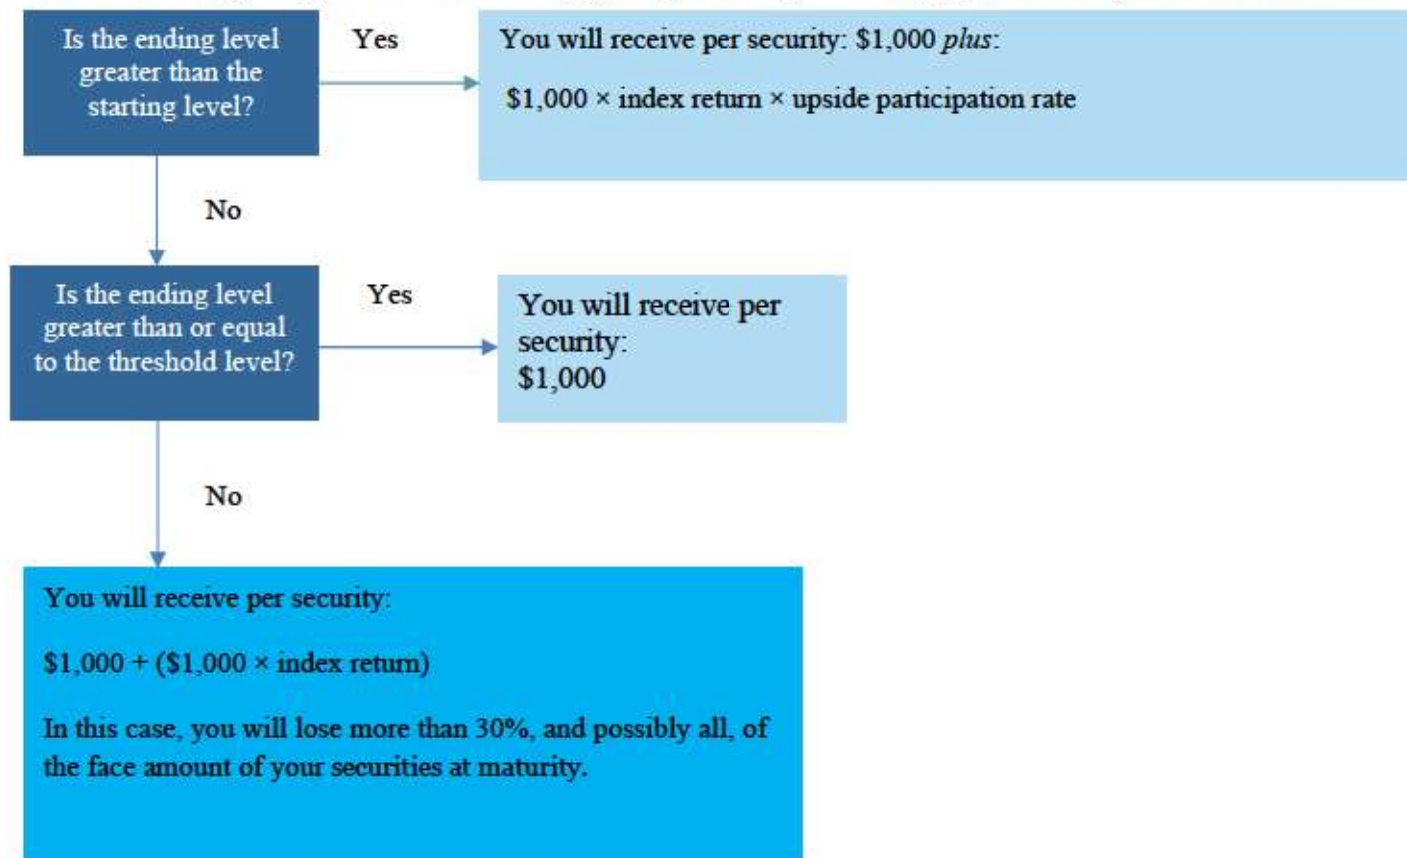 Is the ending level
greater than the
starting level?
Yes
You will receive per security: $1,000 plus:
$1,000 × index return × upside participation rate
No
Is the ending level
greater than or equal
to the threshold level?
Yes
You will receive per
security:
$1,000
No
You will receive per security:
$1,000 + ($1,000 × index return)
In this case, you will lose more than 30%, and possibly all, of
the face amount of your securities at maturity.